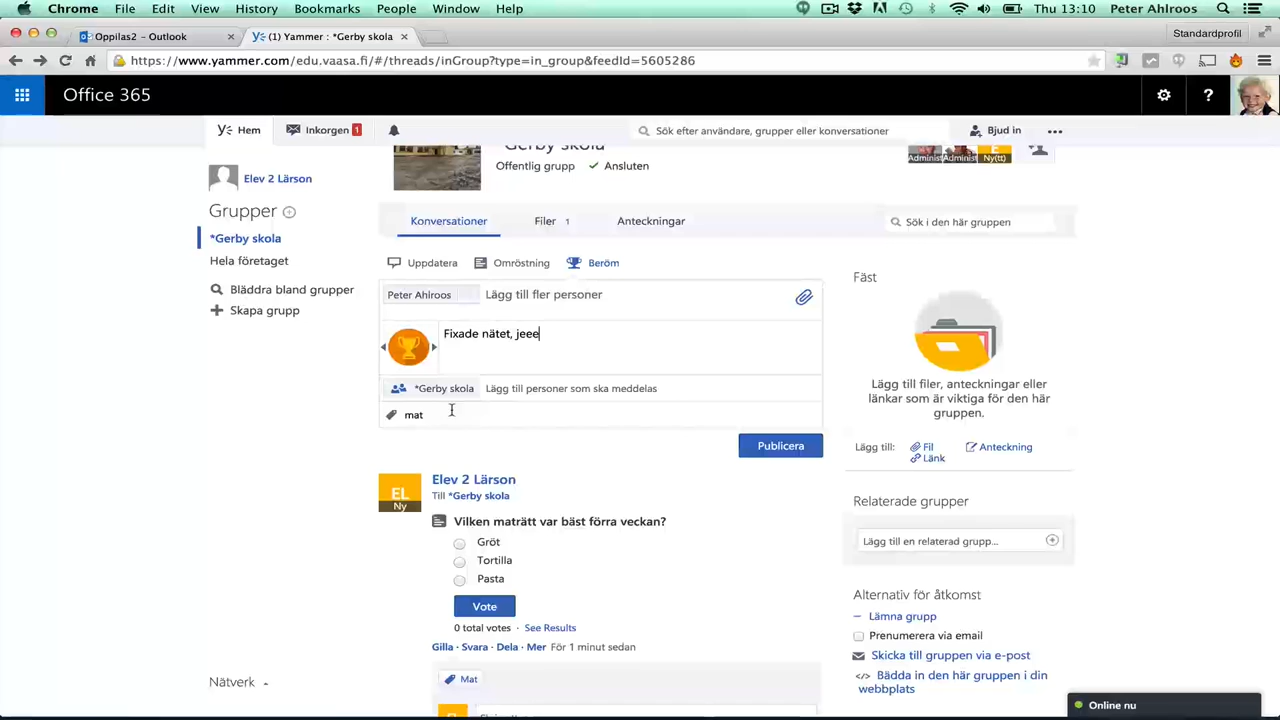 Chrome File Edit View History Bookmarks People Window Help Thu 13:10 Peter Ahlroos
Oppilas2 - Outlook × (1) Yammer : *Gerby skola × Standardprofil
https://www.yammer.com/edu.vaasa.fi/#/threads/inGroup?type=in_group&feedId=5605286
Office 365 ?
Hem Inkorgen 1 Sök efter användare, grupper eller konversationer Bjud in
*Gerby skola
Administ Administ Ny(tt)
Offentlig grupp Ansluten
Elev 2 Lärson
Grupper
*Gerby skola
Hela företaget
Bläddra bland grupper
Skapa grupp
Konversationer Filer 1 Anteckningar Sök i den här gruppen
Uppdatera Omröstning Beröm
Peter Ahlroos Lägg till fler personer
Fixade nätet, jeee
*Gerby skola Lägg till personer som ska meddelas
mat
Publicera
EL
Ny
Elev 2 Lärson
Till *Gerby skola
Vilken maträtt var bäst förra veckan?
Gröt
Tortilla
Pasta
Vote
0 total votes · See Results
Gilla · Svara · Dela · Mer För 1 minut sedan
Mat
Fäst
Lägg till filer, anteckningar eller
länkar som är viktiga för den här
gruppen.
Lägg till: Fil Anteckning
Länk
Relaterade grupper
Lägg till en relaterad grupp...
Alternativ för åtkomst
Lämna grupp
Prenumerera via email
Skicka till gruppen via e-post
</> Bädda in den här gruppen i din
webbplats
Nätverk
Online nu